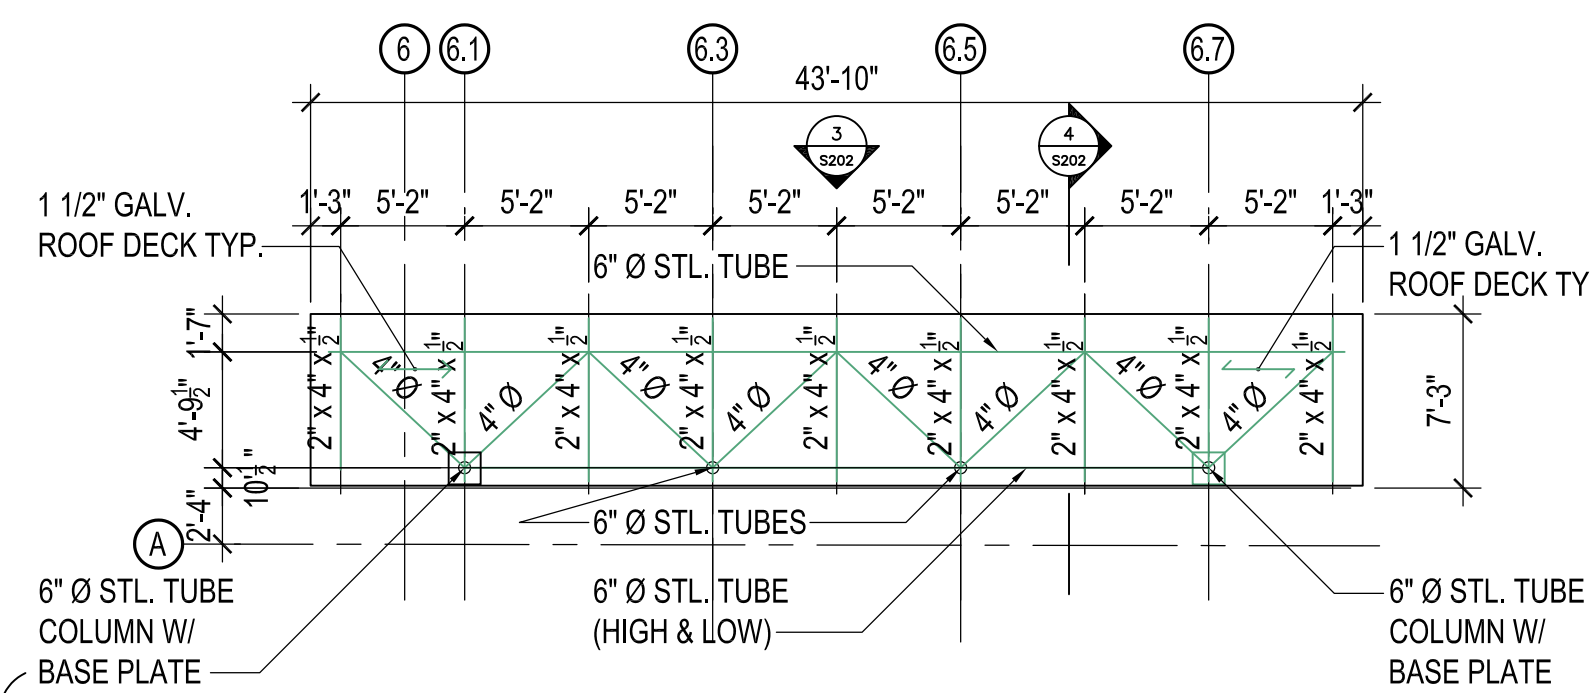 6 6.1 6.3 6.5 6.7
43'-10"
3
S202
4
S202
1'-3" 5'-2" 5'-2" 5'-2" 5'-2" 5'-2" 5'-2" 5'-2" 5'-2" 1'-3"
1 1/2" GALV.
ROOF DECK TYP.
6" Ø STL. TUBE
1 1/2" GALV.
ROOF DECK TY
1'-7"
4'-9 1/2"
10 1/2"
2'-4"
7'-3"
2" x 4" x 1/2"
2" x 4" x 1/2"
2" x 4" x 1/2"
2" x 4" x 1/2"
2" x 4" x 1/2"
2" x 4" x 1/2"
2" x 4" x 1/2"
2" x 4" x 1/2"
2" x 4" x 1/2"
4" Ø
4" Ø
4" Ø
4" Ø
4" Ø
4" Ø
4" Ø
4" Ø
A
6" Ø STL. TUBES
6" Ø STL. TUBE
COLUMN W/
BASE PLATE
6" Ø STL. TUBE
(HIGH & LOW)
6" Ø STL. TUBE
COLUMN W/
BASE PLATE